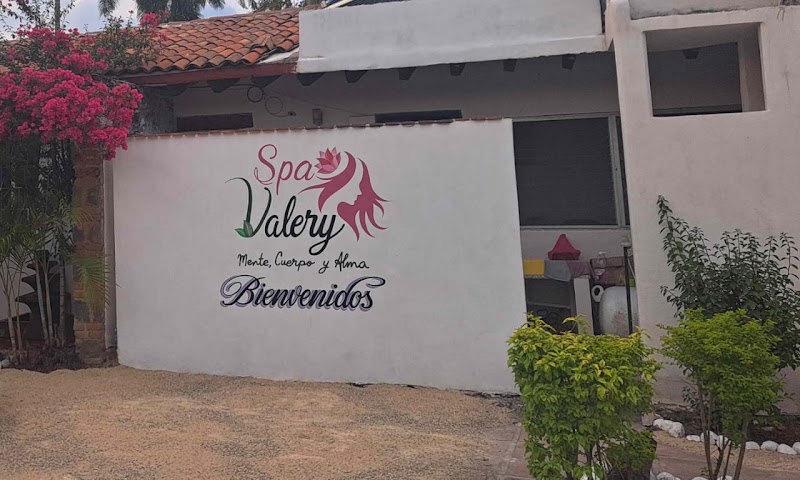 Spa
Valery
Mente, Cuerpo y Alma
Bienvenidos